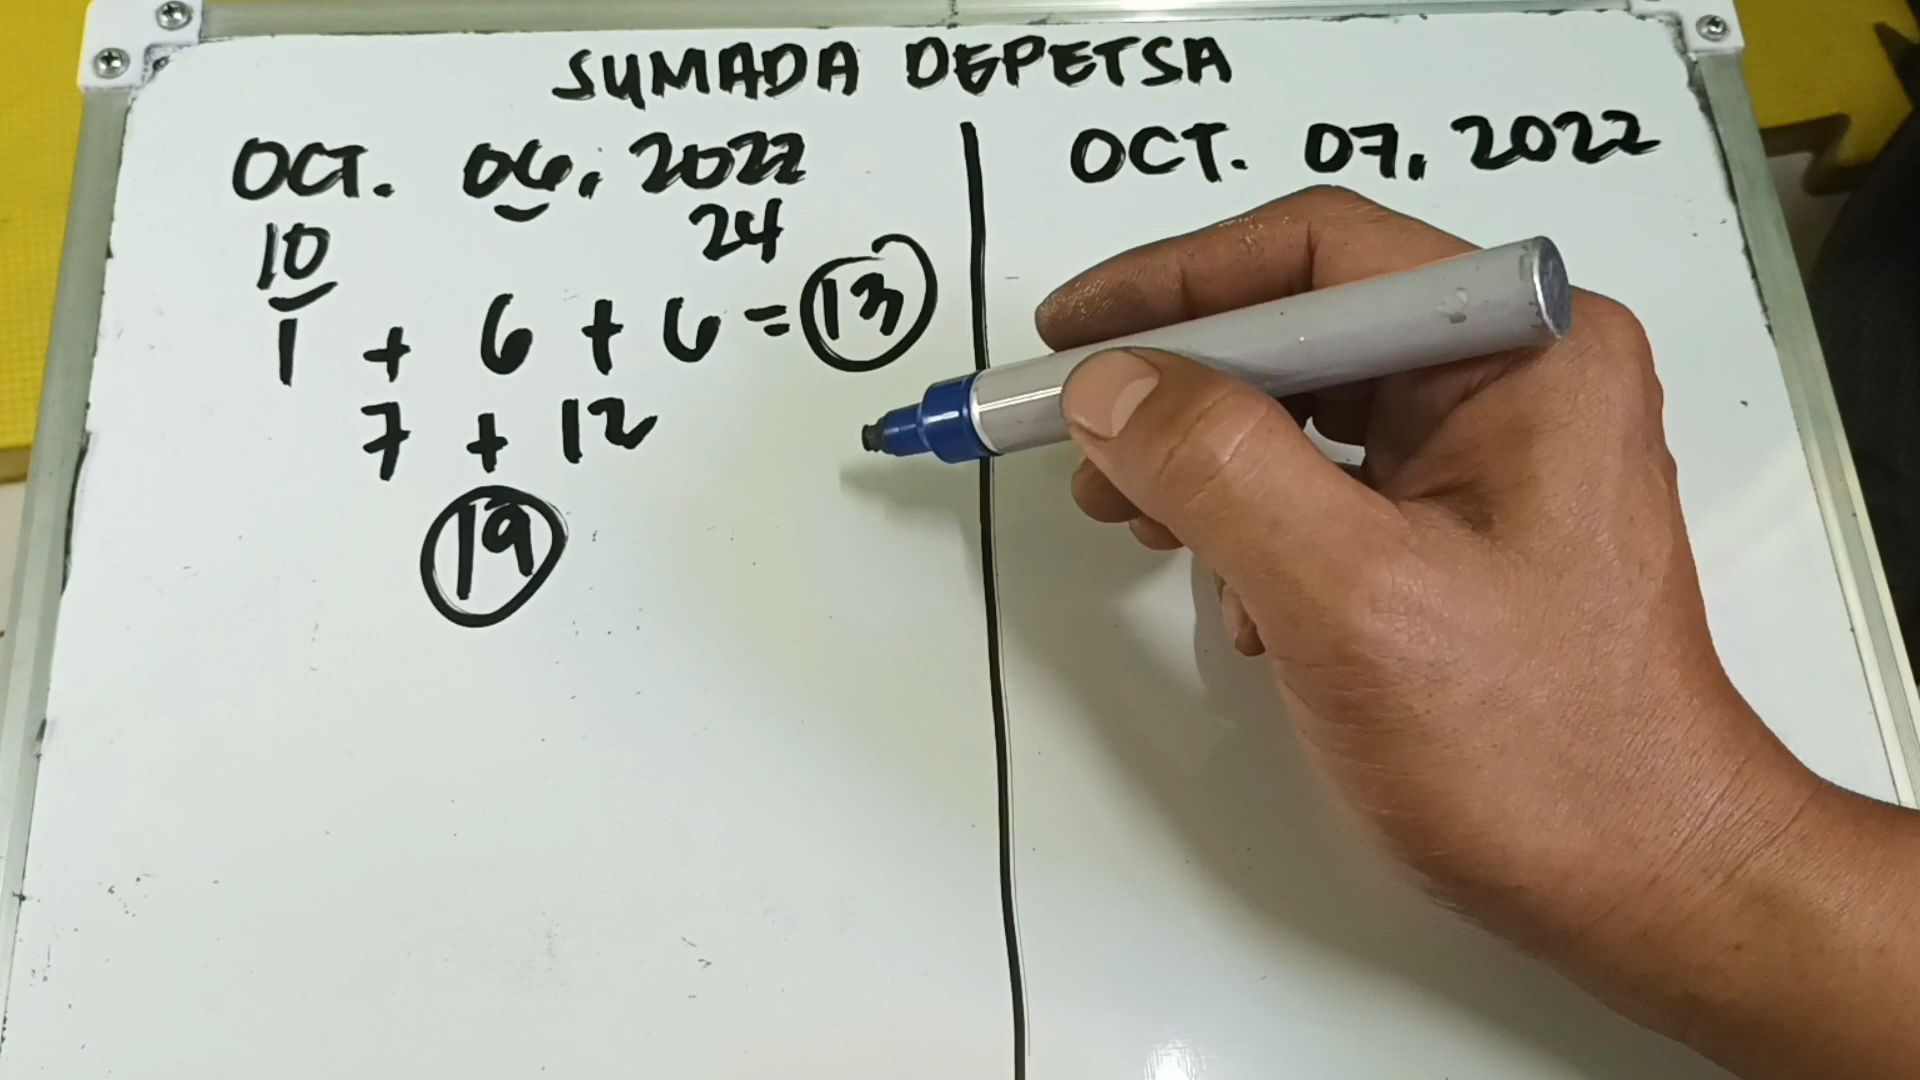 SUMADA DEPETSA
OCT. 06, 2022
10 24
1 + 6 + 6 = 13
7 + 12
19
OCT. 07, 2022